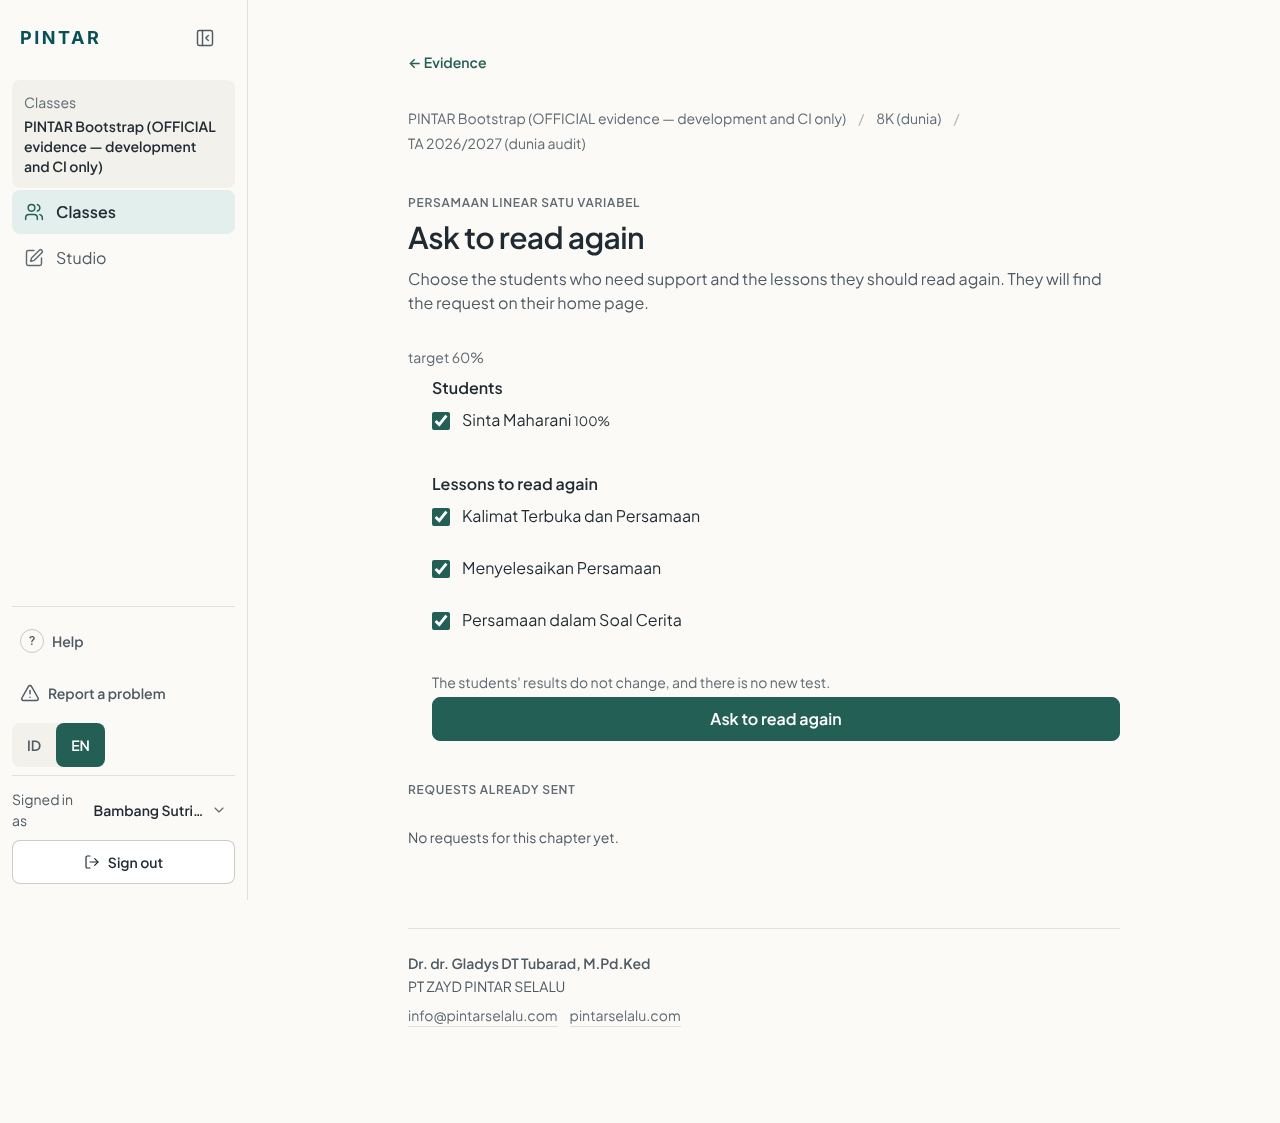 PINTAR
Classes
PINTAR Bootstrap (OFFICIAL
evidence — development
and CI only)
Classes
Studio
? Help
Report a problem
ID EN
Signed in
as
Bambang Sutri...
Sign out
← Evidence
PINTAR Bootstrap (OFFICIAL evidence — development and CI only) / 8K (dunia) /
TA 2026/2027 (dunia audit)
PERSAMAAN LINEAR SATU VARIABEL
Ask to read again
Choose the students who need support and the lessons they should read again. They will find
the request on their home page.
target 60%
Students
Sinta Maharani 100%
Lessons to read again
Kalimat Terbuka dan Persamaan
Menyelesaikan Persamaan
Persamaan dalam Soal Cerita
The students' results do not change, and there is no new test.
Ask to read again
REQUESTS ALREADY SENT
No requests for this chapter yet.
Dr. dr. Gladys DT Tubarad, M.Pd.Ked
PT ZAYD PINTAR SELALU
info@pintarselalu.com pintarselalu.com